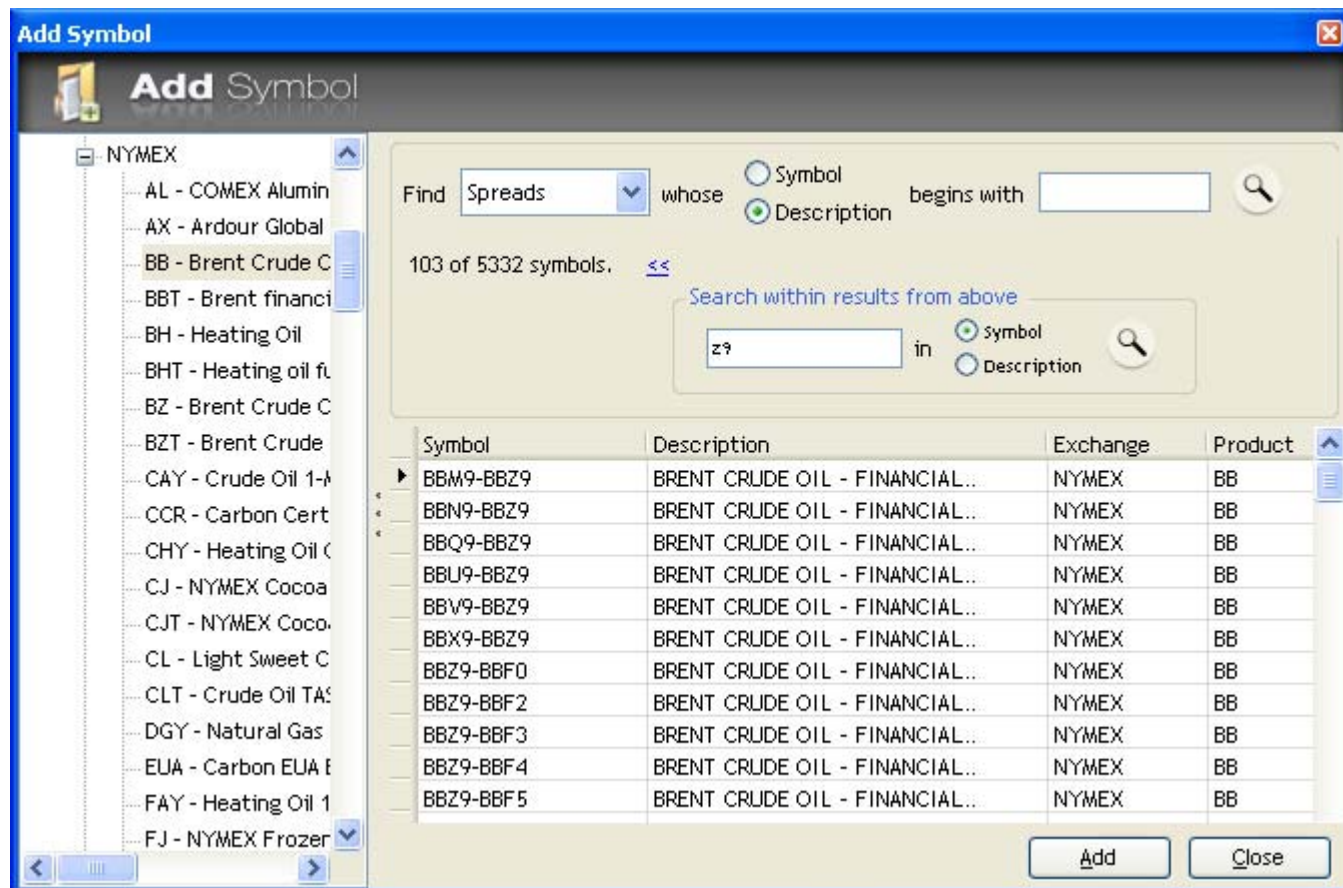 Add Symbol
Add Symbol
NYMEX
AL - COMEX Alumin
AX - Ardour Global
BB - Brent Crude C
BBT - Brent financi
BH - Heating Oil
BHT - Heating oil fu
BZ - Brent Crude C
BZT - Brent Crude
CAY - Crude Oil 1-M
CCR - Carbon Cert
CHY - Heating Oil C
CJ - NYMEX Cocoa
CJT - NYMEX Coco
CL - Light Sweet C
CLT - Crude Oil TAS
DGY - Natural Gas
EUA - Carbon EUA E
FAY - Heating Oil 1
FJ - NYMEX Frozer
Find Spreads whose Symbol Description begins with
103 of 5332 symbols. <<
Search within results from above
z9 in Symbol Description
Symbol Description Exchange Product
BBM9-BBZ9 BRENT CRUDE OIL - FINANCIAL... NYMEX BB
BBN9-BBZ9 BRENT CRUDE OIL - FINANCIAL... NYMEX BB
BBQ9-BBZ9 BRENT CRUDE OIL - FINANCIAL... NYMEX BB
BBU9-BBZ9 BRENT CRUDE OIL - FINANCIAL... NYMEX BB
BBV9-BBZ9 BRENT CRUDE OIL - FINANCIAL... NYMEX BB
BBX9-BBZ9 BRENT CRUDE OIL - FINANCIAL... NYMEX BB
BBZ9-BBF0 BRENT CRUDE OIL - FINANCIAL... NYMEX BB
BBZ9-BBF2 BRENT CRUDE OIL - FINANCIAL... NYMEX BB
BBZ9-BBF3 BRENT CRUDE OIL - FINANCIAL... NYMEX BB
BBZ9-BBF4 BRENT CRUDE OIL - FINANCIAL... NYMEX BB
BBZ9-BBF5 BRENT CRUDE OIL - FINANCIAL... NYMEX BB
Add Close